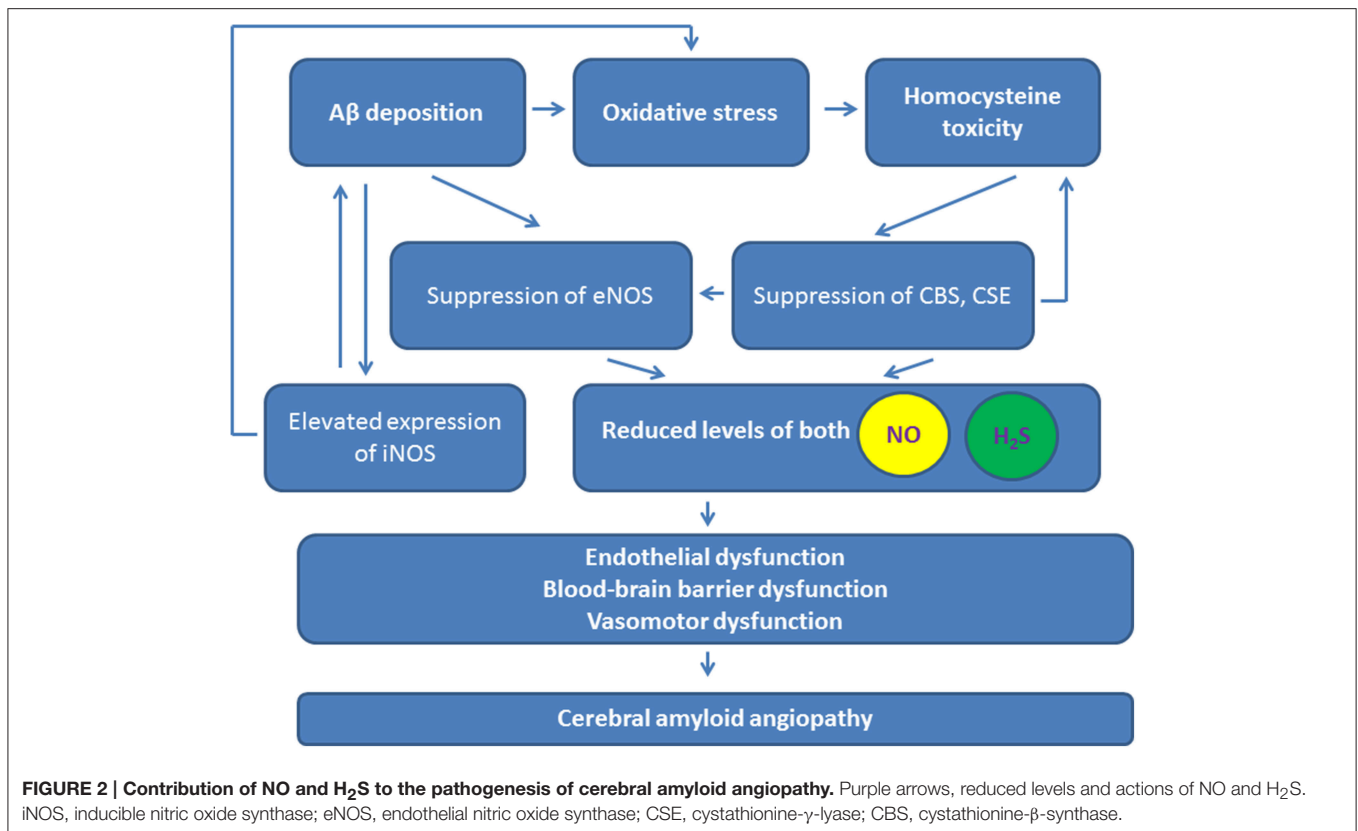 Aβ deposition
Oxidative stress
Homocysteine
toxicity
Suppression of eNOS
Suppression of CBS, CSE
Elevated expression
of iNOS
Reduced levels of both
NO
H₂S
Endothelial dysfunction
Blood-brain barrier dysfunction
Vasomotor dysfunction
Cerebral amyloid angiopathy
FIGURE 2 | Contribution of NO and H₂S to the pathogenesis of cerebral amyloid angiopathy. Purple arrows, reduced levels and actions of NO and H₂S.
iNOS, inducible nitric oxide synthase; eNOS, endothelial nitric oxide synthase; CSE, cystathionine-γ-lyase; CBS, cystathionine-β-synthase.